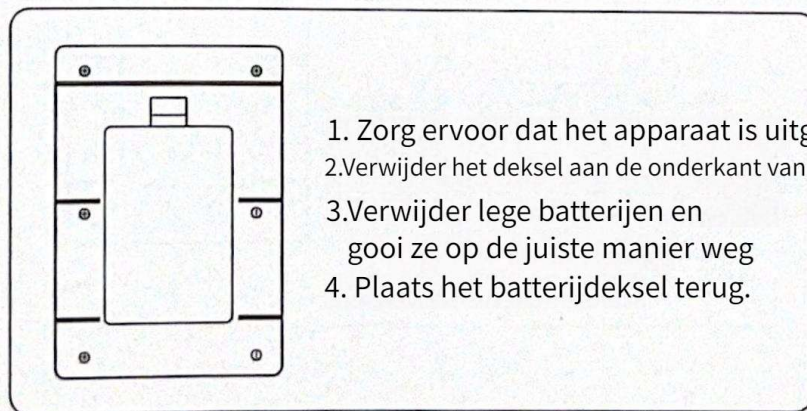 1. Zorg ervoor dat het apparaat is
2.Verwijder het deksel aan de onderkant van
3.Verwijder lege batterijen en
gooi ze op de juiste manier weg
4. Plaats het batterijdeksel terug.